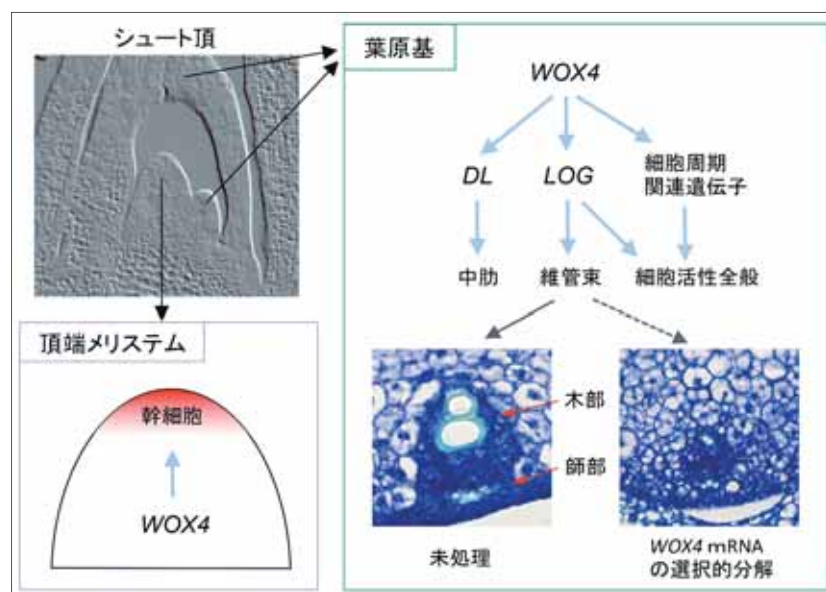 シュート頂
葉原基
WOX4
DL
LOG
細胞周期
関連遺伝子
中肋
維管束
細胞活性全般
頂端メリステム
幹細胞
WOX4
木部
師部
未処理
WOX4 mRNA
の選択的分解